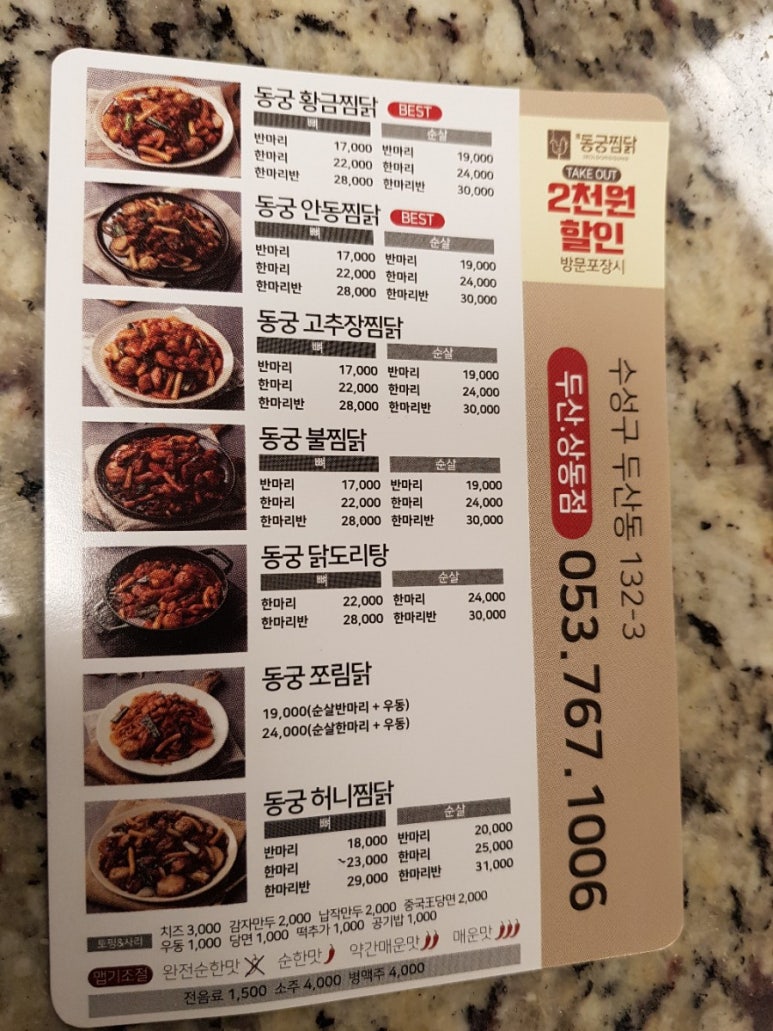 동궁 황금찜닭 BEST
뼈 순살
반마리 17,000 반마리 19,000
한마리 22,000 한마리 24,000
한마리반 28,000 한마리반 30,000
동궁 안동찜닭 BEST
뼈 순살
반마리 17,000 반마리 19,000
한마리 22,000 한마리 24,000
한마리반 28,000 한마리반 30,000
동궁 고추장찜닭
뼈 순살
반마리 17,000 반마리 19,000
한마리 22,000 한마리 24,000
한마리반 28,000 한마리반 30,000
동궁 불찜닭
뼈 순살
반마리 17,000 반마리 19,000
한마리 22,000 한마리 24,000
한마리반 28,000 한마리반 30,000
동궁 닭도리탕
뼈 순살
한마리 22,000 한마리 24,000
한마리반 28,000 한마리반 30,000
동궁 쪼림닭
19,000(순살반마리 + 우동)
24,000(순살한마리 + 우동)
동궁 허니찜닭
뼈 순살
반마리 18,000 반마리 20,000
한마리 ~23,000 한마리 25,000
한마리반 29,000 한마리반 31,000
토핑&사리
치즈 3,000 감자만두 2,000 납작만두 2,000 중국王당면 2,000
우동 1,000 당면 1,000 떡추가 1,000 공기밥 1,000
맵기조절 완전순한맛 순한맛 약간매운맛 매운맛
전음료 1,500 소주 4,000 병맥주 4,000
동궁찜닭
TAKE OUT
2천원
할인
방문포장시
수성구 두산동 132-3
두산.상동점 053.767.1006